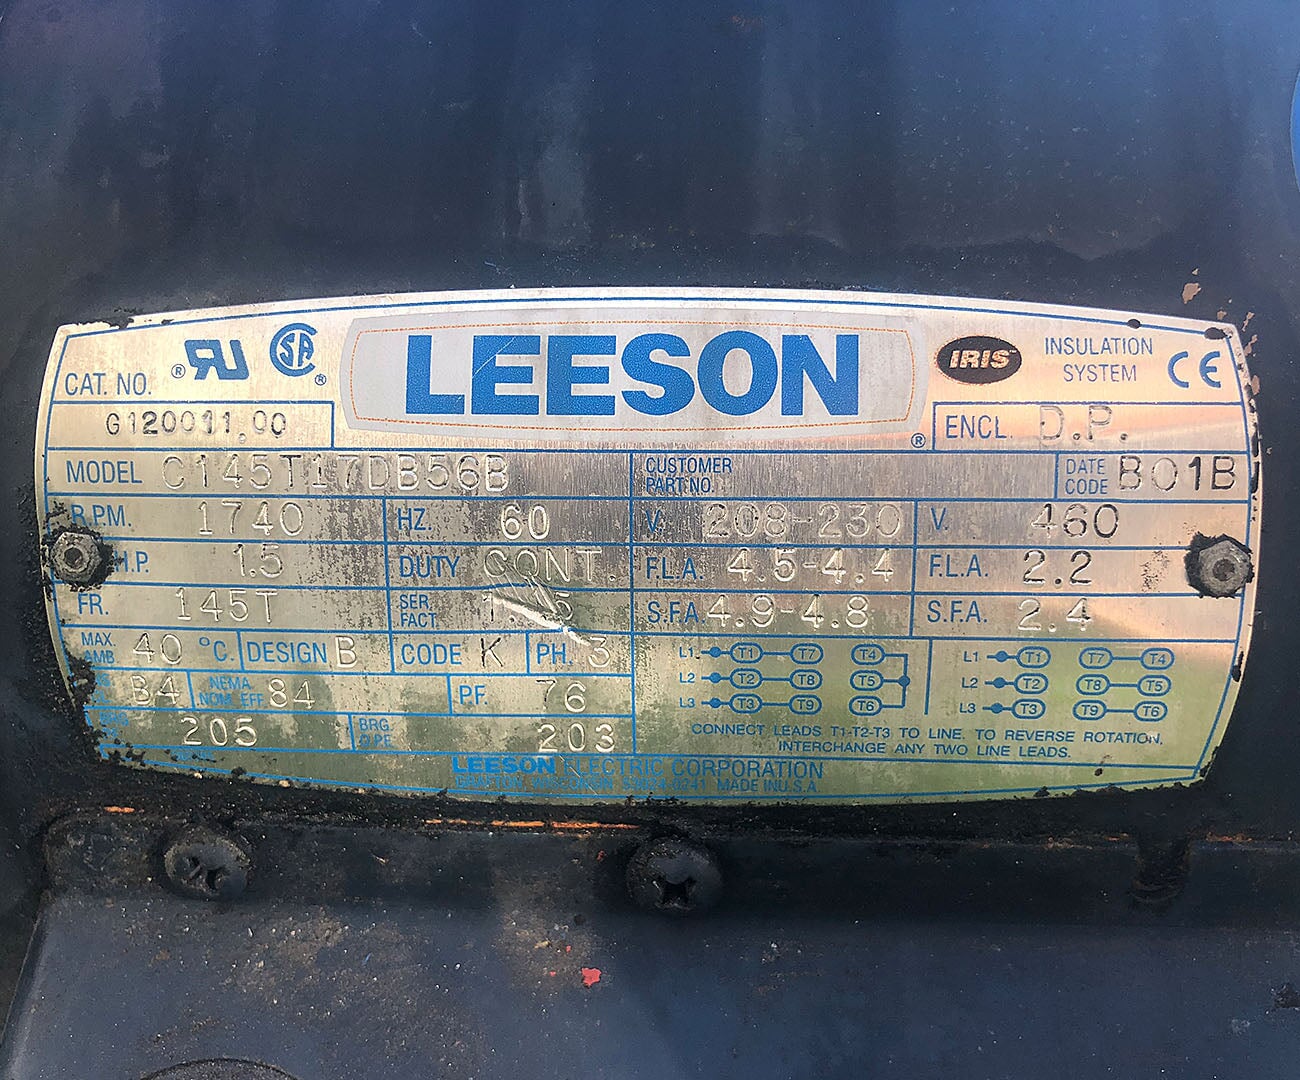 CAT. NO. ® RU CSA ® LEESON ® IRIS™ INSULATION SYSTEM CE
G120011.00 ENCL. D.P.
MODEL C145T17DB56B CUSTOMER PART NO. DATE CODE B01B
R.P.M. 1740 HZ. 60 V. 208-230 V. 460
H.P. 1.5 DUTY CONT. F.L.A. 4.5-4.4 F.L.A. 2.2
FR. 145T SER. FACT. S.F.A. 4.9-4.8 S.F.A. 2.4
MAX. AMB 40 °C. DESIGN B CODE K PH. 3
B4 NEMA NOM. EFF 84 P.F. 76
205 BRG. O.P.E. 203
L1 T1 T7 T4 L1 T1 T7 T4
L2 T2 T8 T5 L2 T2 T8 T5
L3 T3 T9 T6 L3 T3 T9 T6
CONNECT LEADS T1-T2-T3 TO LINE. TO REVERSE ROTATION,
INTERCHANGE ANY TWO LINE LEADS.
LEESON ELECTRIC CORPORATION
MADE IN U.S.A.